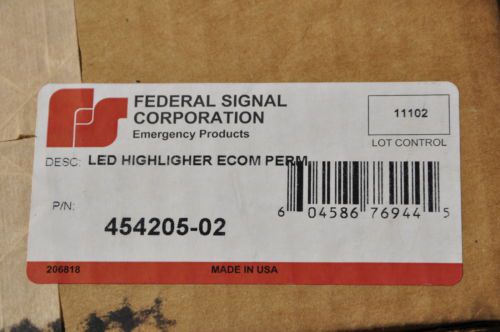 FEDERAL SIGNAL
CORPORATION
Emergency Products
11102
LOT CONTROL
DESC: LED HIGHLIGHER ECOM PERM
P/N: 454205-02
6 04586 76944 5
206818 MADE IN USA